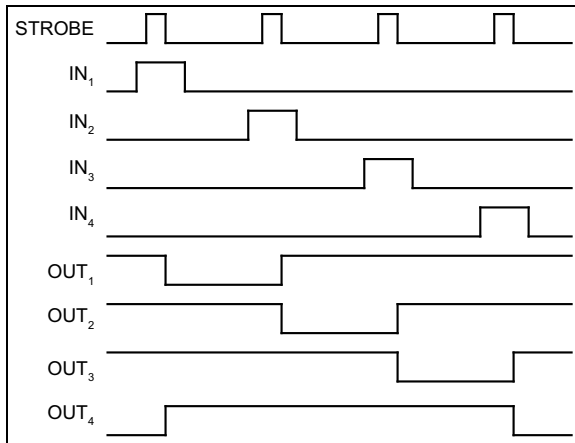 STROBE
IN₁
IN₂
IN₃
IN₄
OUT₁
OUT₂
OUT₃
OUT₄